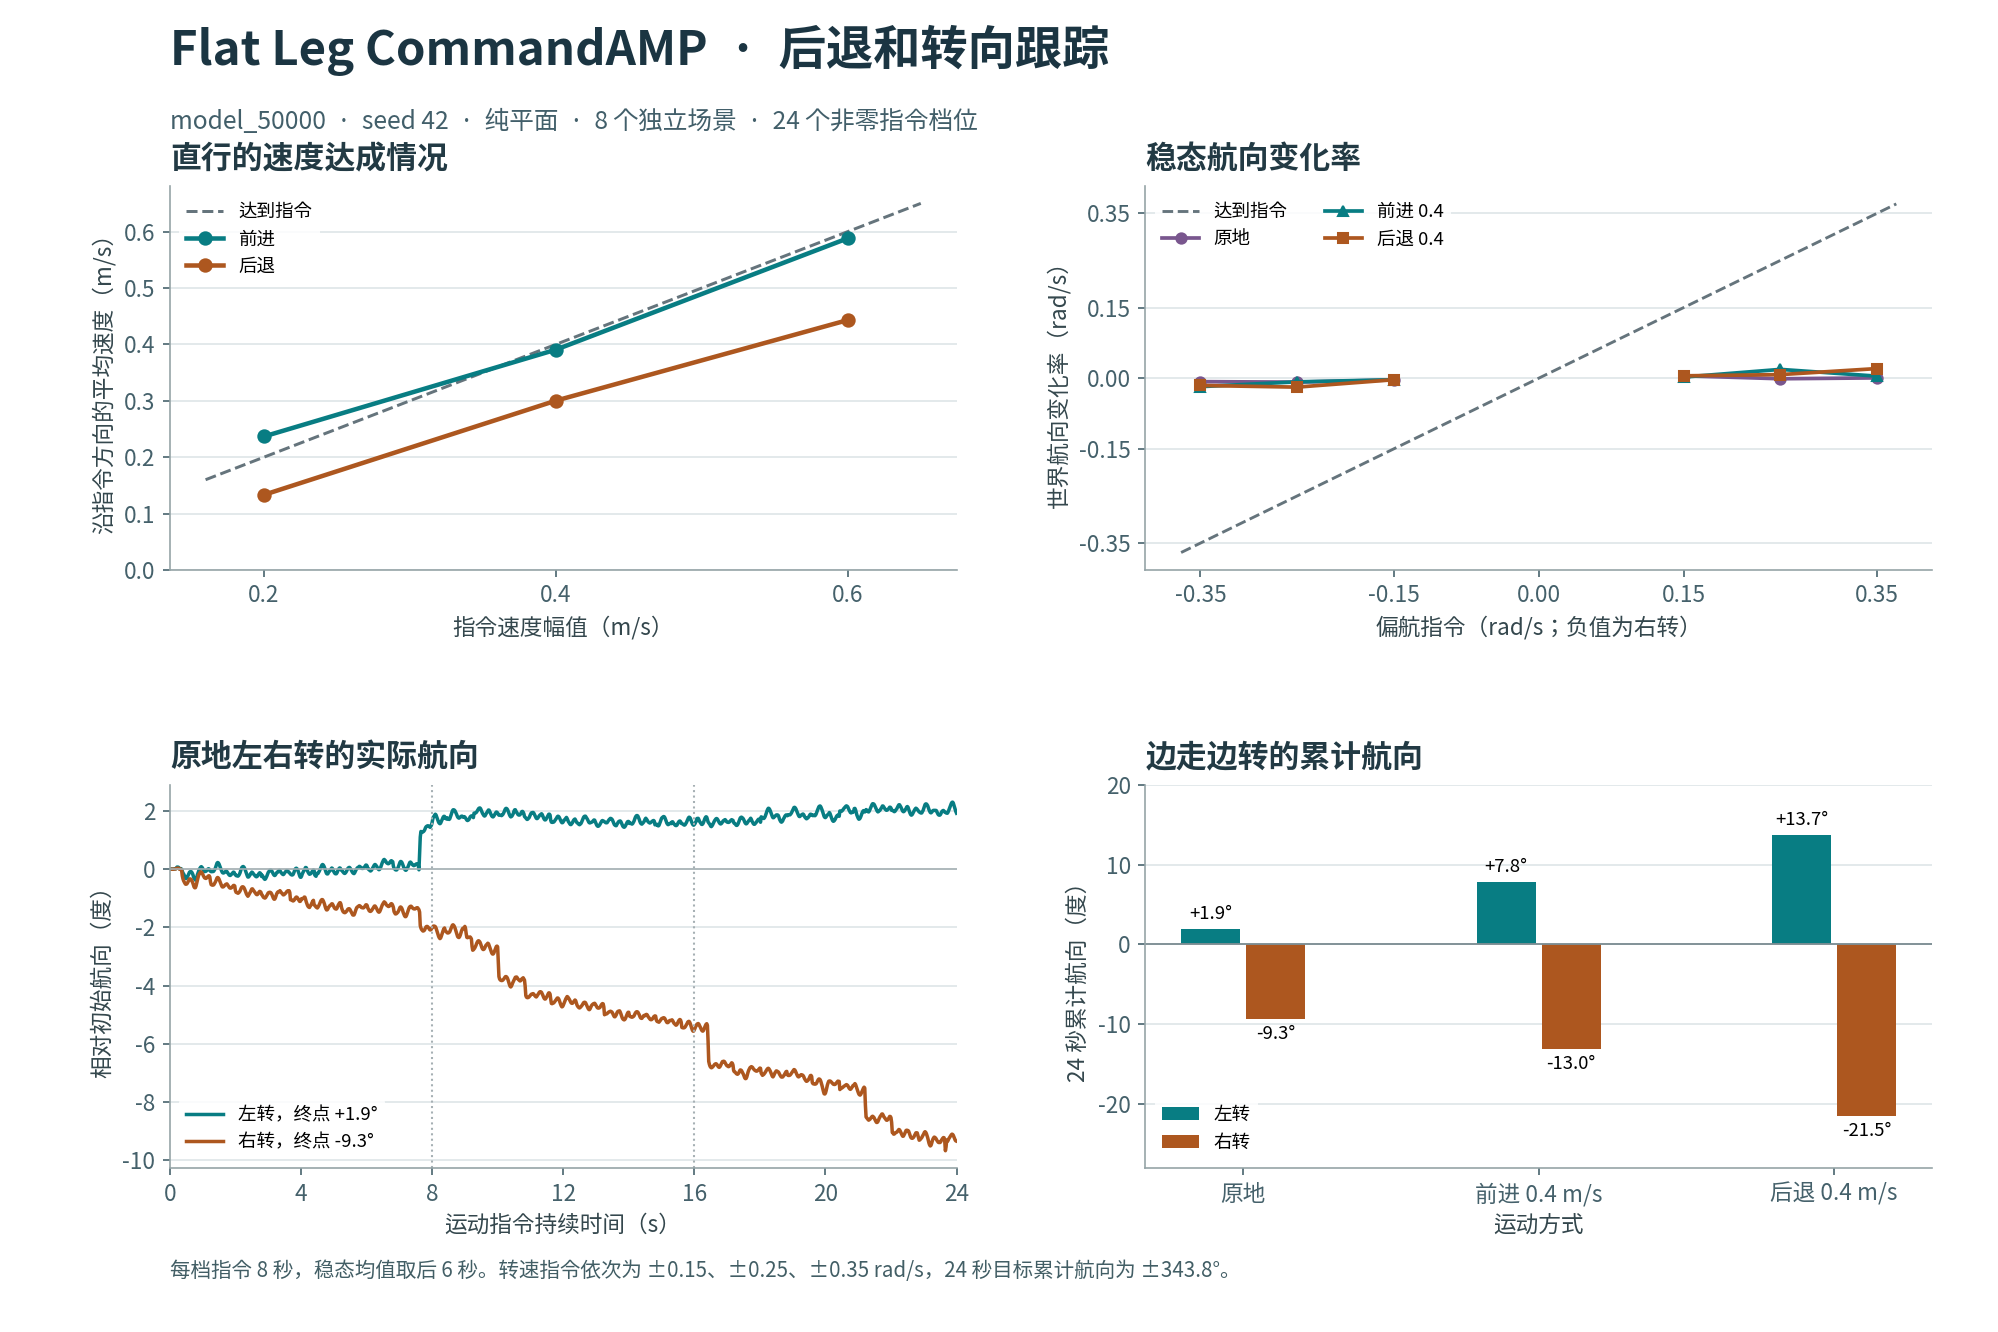 Flat Leg CommandAMP · 后退和转向跟踪
model_50000 · seed 42 · 纯平面 · 8 个独立场景 · 24 个非零指令档位
直行的速度达成情况
沿指令方向的平均速度（m/s）
0.6
0.5
0.4
0.3
0.2
0.1
0.0
达到指令
前进
后退
0.2 0.4 0.6
指令速度幅值（m/s）
稳态航向变化率
世界航向变化率（rad/s）
0.35
0.15
0.00
-0.15
-0.35
达到指令 前进 0.4
原地 后退 0.4
-0.35 -0.15 0.00 0.15 0.35
偏航指令（rad/s；负值为右转）
原地左右转的实际航向
相对初始航向（度）
2
0
-2
-4
-6
-8
-10
左转，终点 +1.9°
右转，终点 -9.3°
0 4 8 12 16 20 24
运动指令持续时间（s）
边走边转的累计航向
24 秒累计航向（度）
20
10
0
-10
-20
+1.9°
-9.3°
+7.8°
-13.0°
+13.7°
-21.5°
左转
右转
原地 前进 0.4 m/s 后退 0.4 m/s
运动方式
每档指令 8 秒，稳态均值取后 6 秒。转速指令依次为 ±0.15、±0.25、±0.35 rad/s，24 秒目标累计航向为 ±343.8°。